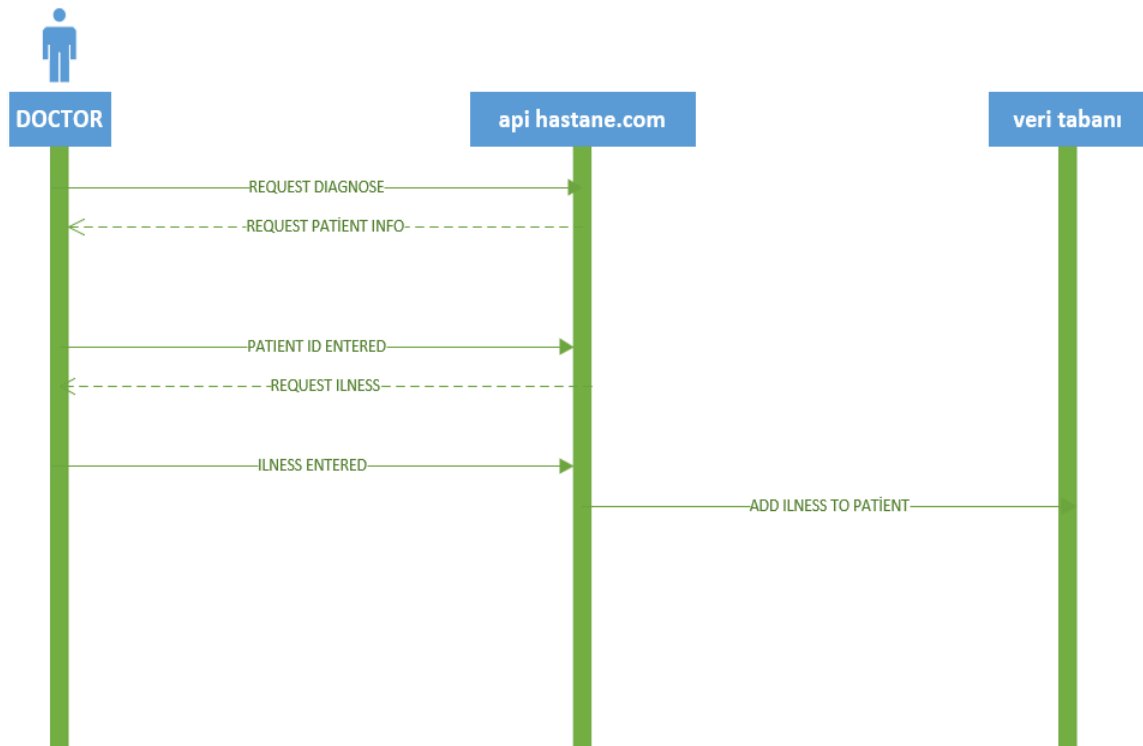 DOCTOR
api hastane.com
veri tabanı
REQUEST DIAGNOSE
REQUEST PATİENT INFO
PATIENT ID ENTERED
REQUEST ILNESS
ILNESS ENTERED
ADD ILNESS TO PATİENT